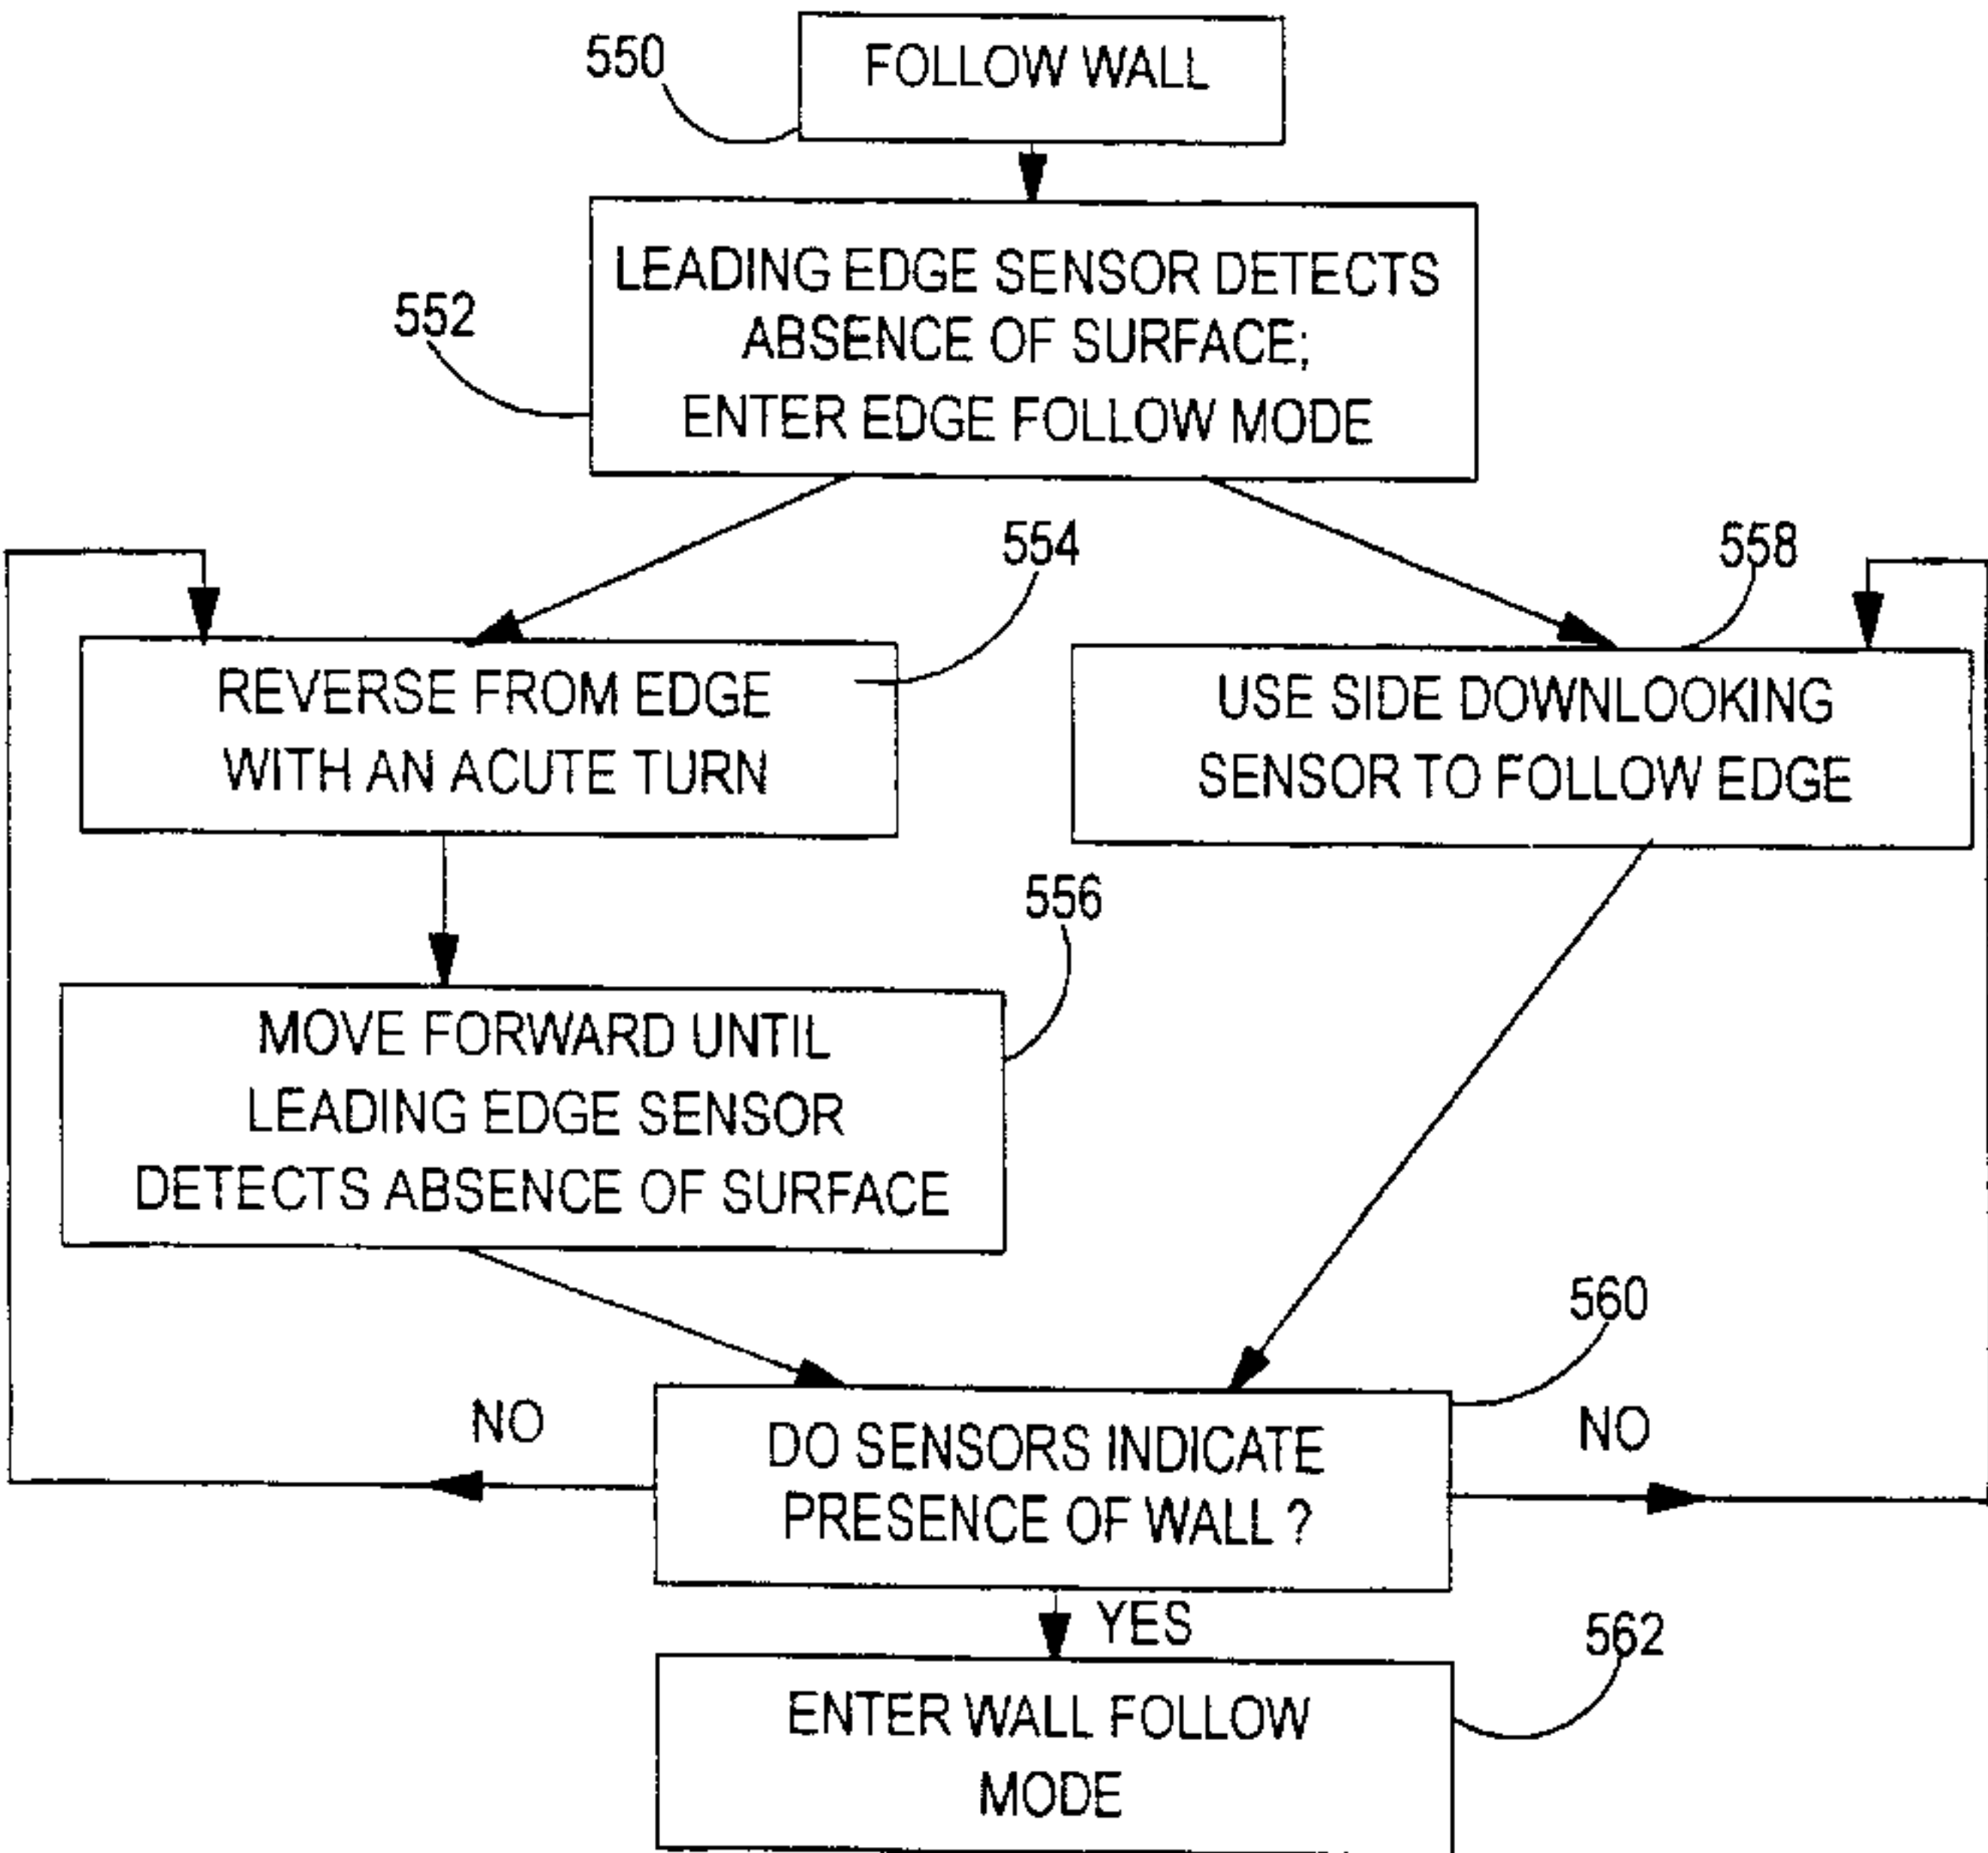 550
FOLLOW WALL
552
LEADING EDGE SENSOR DETECTS
ABSENCE OF SURFACE;
ENTER EDGE FOLLOW MODE
554
558
REVERSE FROM EDGE
WITH AN ACUTE TURN
USE SIDE DOWNLOOKING
SENSOR TO FOLLOW EDGE
556
MOVE FORWARD UNTIL
LEADING EDGE SENSOR
DETECTS ABSENCE OF SURFACE
560
NO
DO SENSORS INDICATE
PRESENCE OF WALL ?
NO
YES
562
ENTER WALL FOLLOW
MODE